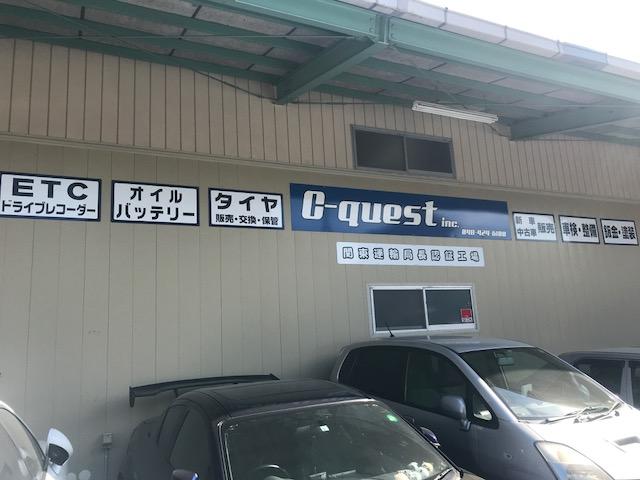 ETC
ドライブレコーダー
オイル
バッテリー
タイヤ
販売・交換・保管
C-quest inc.
新車
中古車
販売
車検・整備
鈑金・塗装
関東運輸局長認証工場